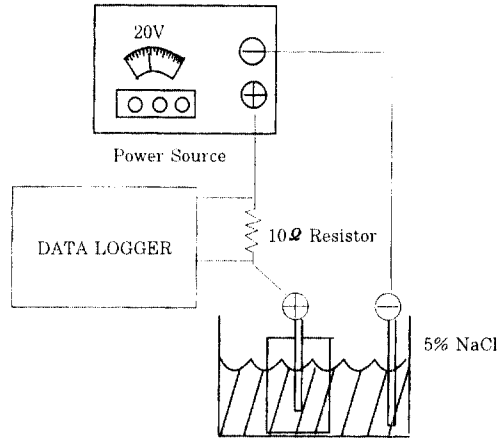 20V
−
+
Power Source
DATA LOGGER
10Ω Resistor
+
−
5% NaCl